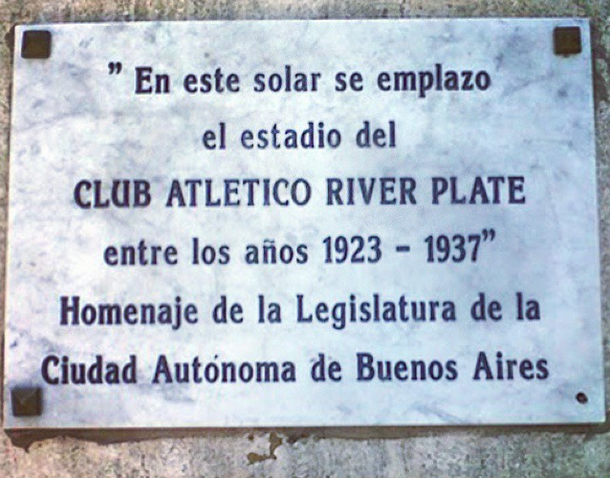 ” En este solar se emplazo
el estadio del
CLUB ATLETICO RIVER PLATE
entre los años 1923 - 1937”
Homenaje de la Legislatura de la
Ciudad Autónoma de Buenos Aires